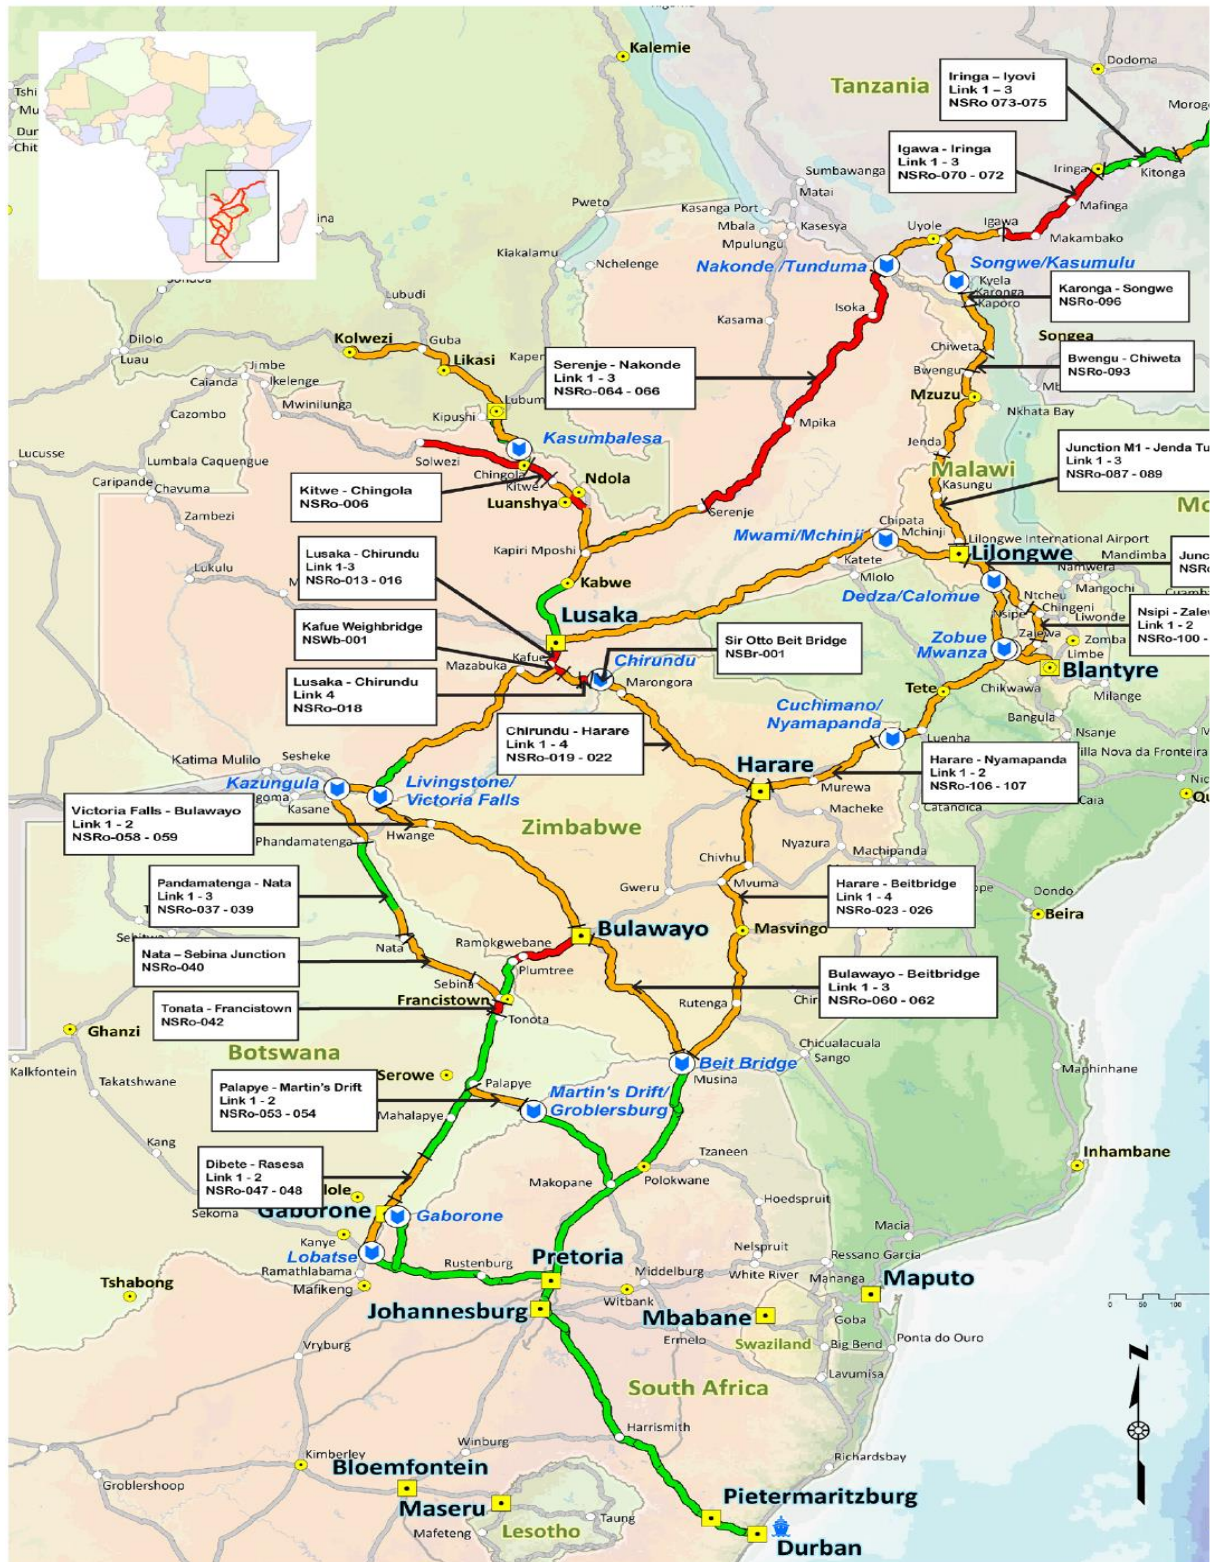 Kalemie
Dodoma
Tanzania
Iringa – Iyovi
Link 1 – 3
NSRo 073-075
Igawa - Iringa
Link 1 - 3
NSRo-070 - 072
Iringa
Kitonga
Mafinga
Makambako
Igawa
Uyole
Sumbawanga
Matai
Kasanga Port
Kasesya
Mbala
Mpulungu
Pweto
Kiakalamu
Nchelenge
Nakonde /Tunduma
Songwe/Kasumulu
Kyela
Karonga
Kaporo
Karonga - Songwe
NSRo-096
Isoka
Kasama
Lubudi
Dilolo
Luau
Kolwezi
Guba
Likasi
Songea
Chiweta
Bwengu
Bwengu - Chiweta
NSRo-093
Serenje - Nakonde
Link 1 - 3
NSRo-064 - 066
Jimbe
Caianda
Ikelenge
Mwinilunga
Kipushi
Cazombo
Mzuzu
Nkhata Bay
Mpika
Kasumbalesa
Lucusse
Lumbala Caquengue
Caripande
Chavuma
Zambezi
Solwezi
Chingola
Kitwe
Ndola
Luanshya
Kitwe - Chingola
NSRo-006
Jenda
Malawi
Junction M1 - Jenda Tu
Link 1 - 3
NSRo-087 - 089
Kasungu
Serenje
Lusaka - Chirundu
Link 1-3
NSRo-013 - 016
Kapiri Mposhi
Kabwe
Mwami/Mchinji
Chipata
Mchinji
Katete
Mlolo
Lilongwe International Airport
Lilongwe
Mandimba
Namwera
Mangochi
Dedza/Calomue
Ntcheu
Nsipe
Chingeni
Liwonde
Lukulu
Kafue Weighbridge
NSWb-001
Lusaka
Sir Otto Beit Bridge
NSBr-001
Nsipi - Zalew
Link 1 - 2
NSRo-100 -
Zalewa
Zomba
Limbe
Zobue
Mwanza
Blantyre
Mazabuka
Kafue
Chirundu
Marongora
Lusaka - Chirundu
Link 4
NSRo-018
Tete
Chikwawa
Milange
Bangula
Nsanje
Cuchimano/
Nyamapanda
Luenha
Chirundu - Harare
Link 1 - 4
NSRo-019 - 022
Harare
Murewa
Harare - Nyamapanda
Link 1 - 2
NSRo-106 - 107
Villa Nova da Fronteira
Caia
Katima Mulilo
Sesheke
Kazungula
Kasane
Livingstone/
Victoria Falls
Victoria Falls - Bulawayo
Link 1 - 2
NSRo-058 - 059
Hwange
Phandamatenga
Zimbabwe
Macheke
Catandica
Nyazura
Machipanda
Chivhu
Mvuma
Gweru
Pandamatenga - Nata
Link 1 - 3
NSRo-037 -039
Harare - Beitbridge
Link 1 - 4
NSRo-023 - 026
Dondo
Beira
Nata
Nata – Sebina Junction
NSRo-040
Ramokgwebane
Plumtree
Bulawayo
Masvingo
Sebina
Francistown
Tonota
Tonata - Francistown
NSRo-042
Bulawayo - Beitbridge
Link 1 - 3
NSRo-060 -062
Rutenga
Ghanzi
Kalkfontein
Takatshwane
Botswana
Chicualacuala
Sango
Maphinhane
Beit Bridge
Musina
Serowe
Palapye
Mahalapye
Palapye - Martin's Drift
Link 1 - 2
NSRo-053 - 054
Martin's Drift/
Groblersburg
Kang
Dibete - Rasesa
Link 1 - 2
NSRo-047 -048
Tzaneen
Polokwane
Makopane
Hoedspruit
Inhambane
Sekoma
Gaborone
Gaborone
Kanye
Lobatse
Ramathlabama
Mafikeng
Tshabong
Macia
Nelspruit
White River
Ressano Garcia
Mananga
Maputo
Rustenburg
Pretoria
Middelburg
Witbank
Johannesburg
Mbabane
Swaziland
Ermelo
Goba
Big Bend
Ponta do Ouro
Lavumisa
0 50 100
Vryburg
South Africa
Harrismith
Winburg
Kimberley
Groblershoop
Bloemfontein
Maseru
Mafeteng
Lesotho
Taung
Richardsbay
Pietermaritzburg
Durban
N